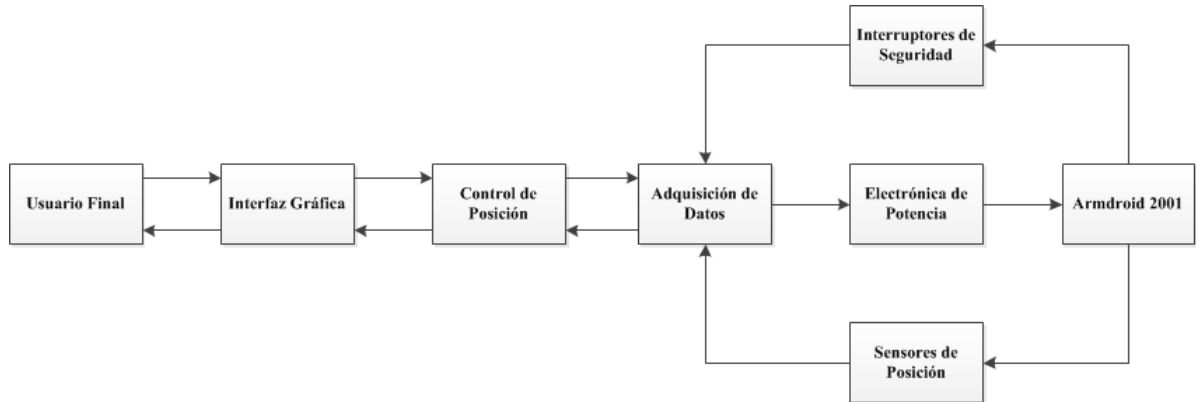 Interruptores de
Seguridad
Usuario Final
Interfaz Gráfica
Control de
Posición
Adquisición de
Datos
Electrónica de
Potencia
Armdroid 2001
Sensores de
Posición